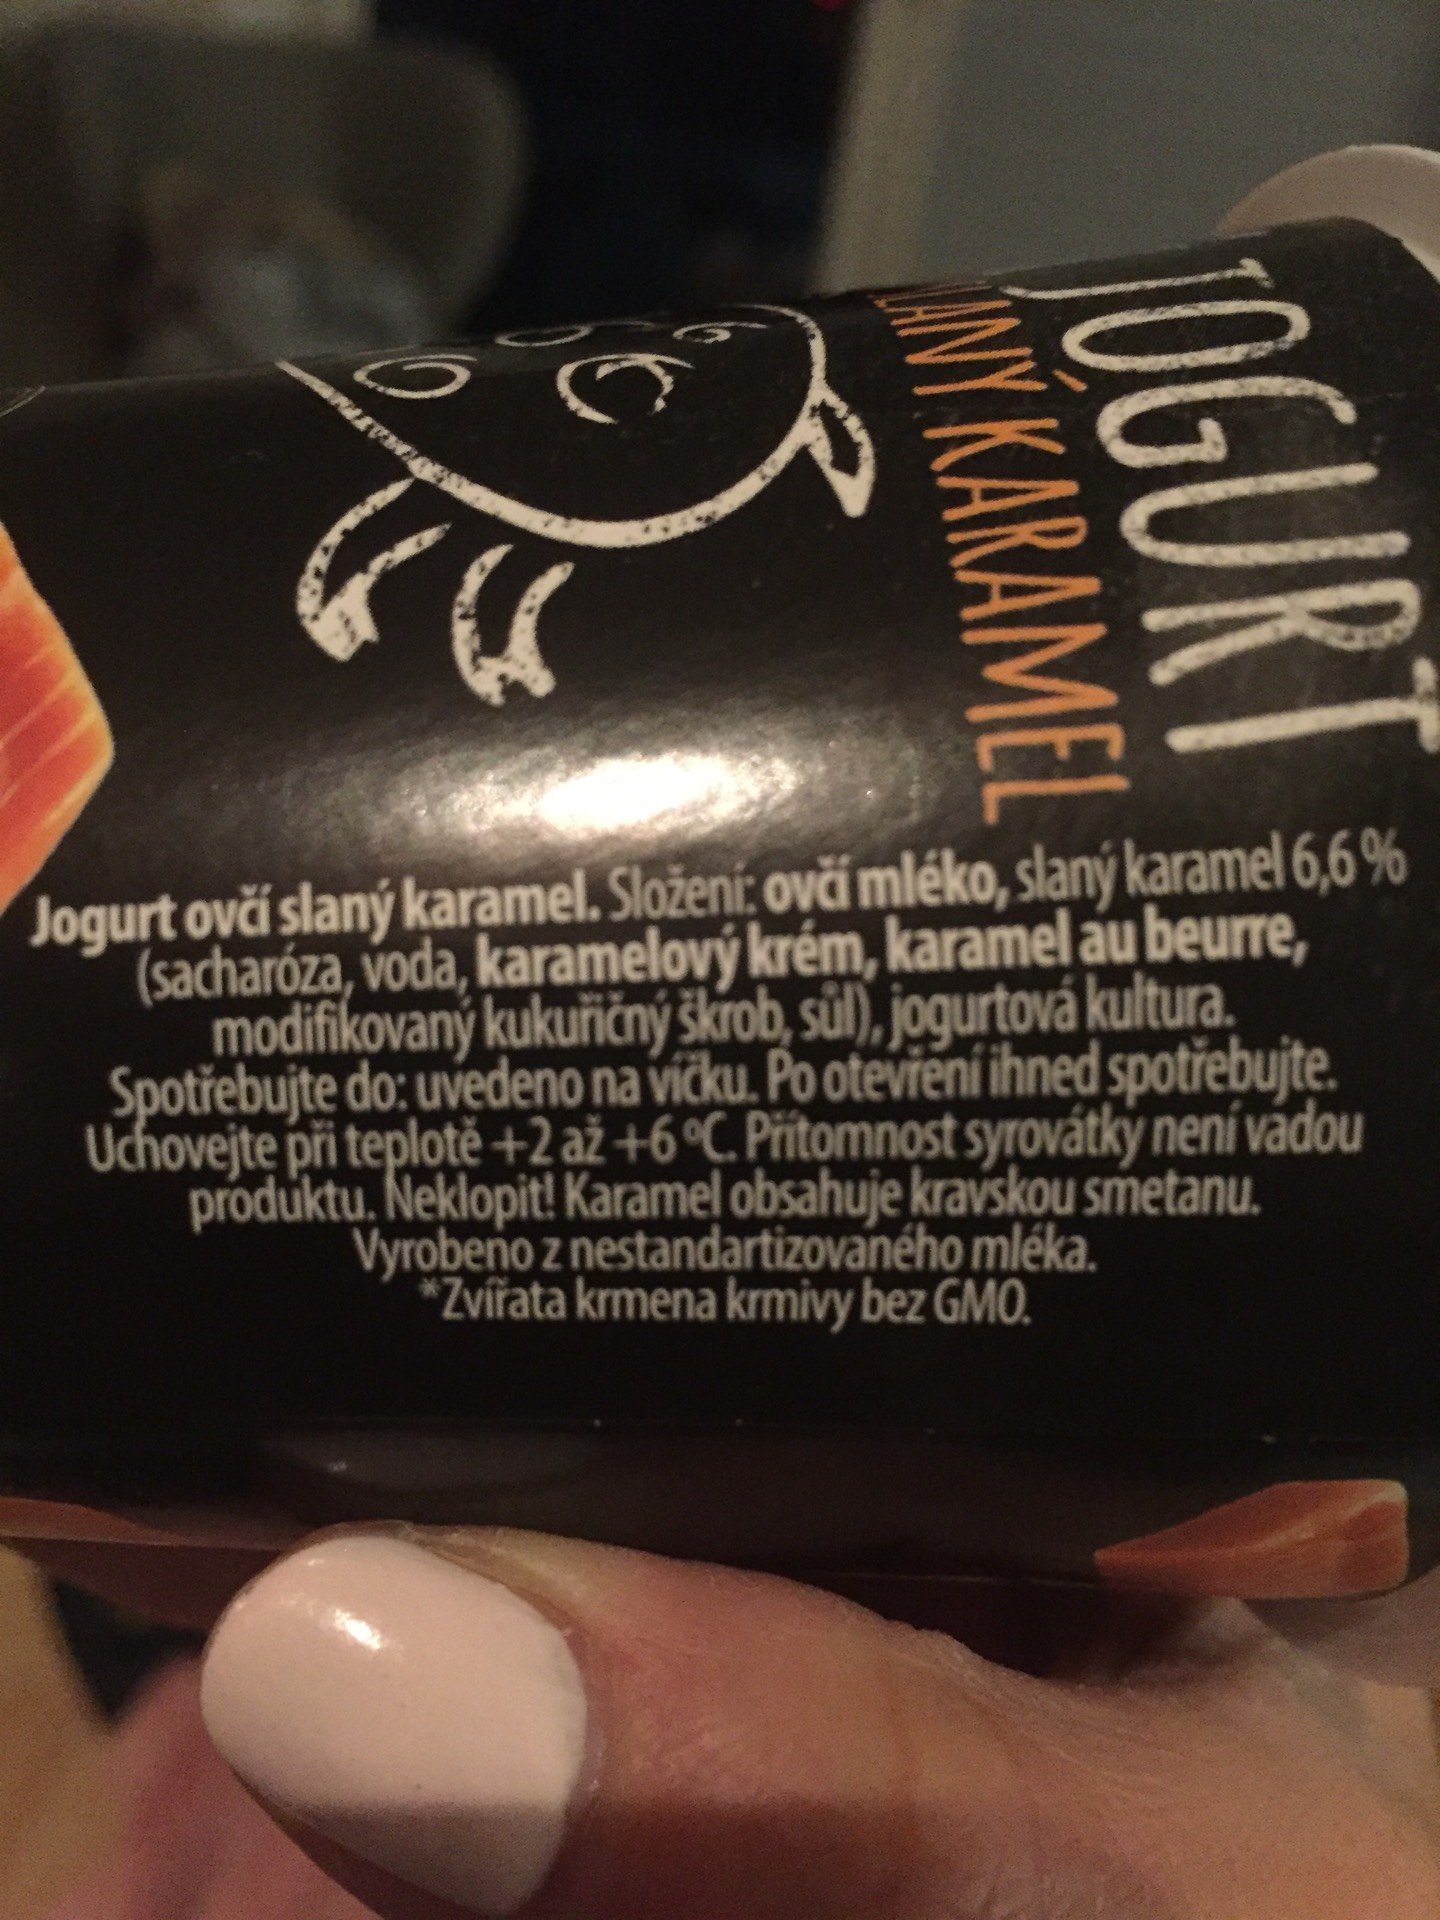 JOGURT
SLANÝ KARAMEL
Jogurt ovčí slaný karamel. Složení: ovčí mléko, slaný karamel 6,6 %
(sacharóza, voda, karamelový krém, karamel au beurre,
modifikovaný kukuřičný škrob, sůl), jogurtová kultura.
Spotřebujte do: uvedeno na víčku. Po otevření ihned spotřebujte.
Uchovejte při teplotě +2 až +6 °C. Přítomnost syrovátky není vadou
produktu. Neklopit! Karamel obsahuje kravskou smetanu.
Vyrobeno z nestandartizovaného mléka.
*Zvířata krmena krmivy bez GMO.